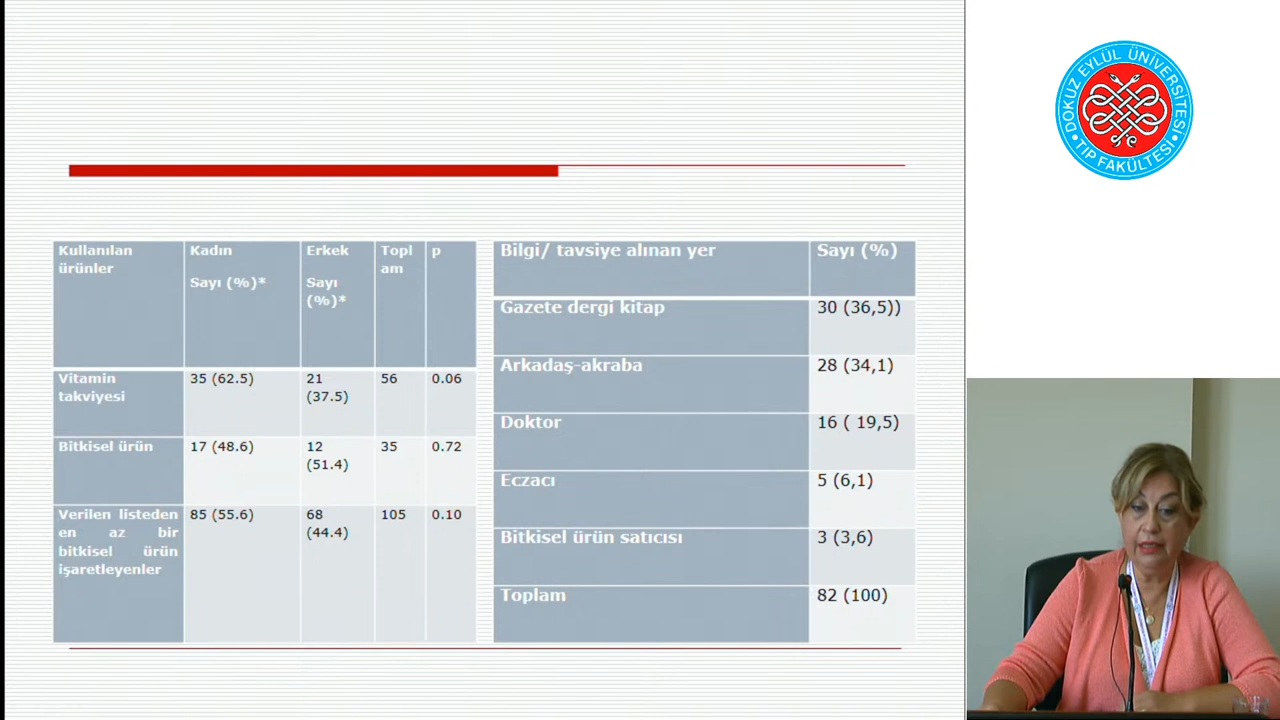 Kullanılan
ürünler
Kadın
Sayı (%)*
Erkek
Sayı
(%)*
Topl
am
p
Vitamin
takviyesi
35 (62.5)
21
(37.5)
56
0.06
Bitkisel ürün
17 (48.6)
12
(51.4)
35
0.72
Verilen listeden
en az bir
bitkisel ürün
işaretleyenler
85 (55.6)
68
(44.4)
105
0.10
Bilgi/ tavsiye alınan yer
Sayı (%)
Gazete dergi kitap
30 (36,5))
Arkadaş-akraba
28 (34,1)
Doktor
16 ( 19,5)
Eczacı
5 (6,1)
Bitkisel ürün satıcısı
3 (3,6)
Toplam
82 (100)
DOKUZ EYLÜL ÜNİVERSİTESİ
• TIP FAKÜLTESİ •